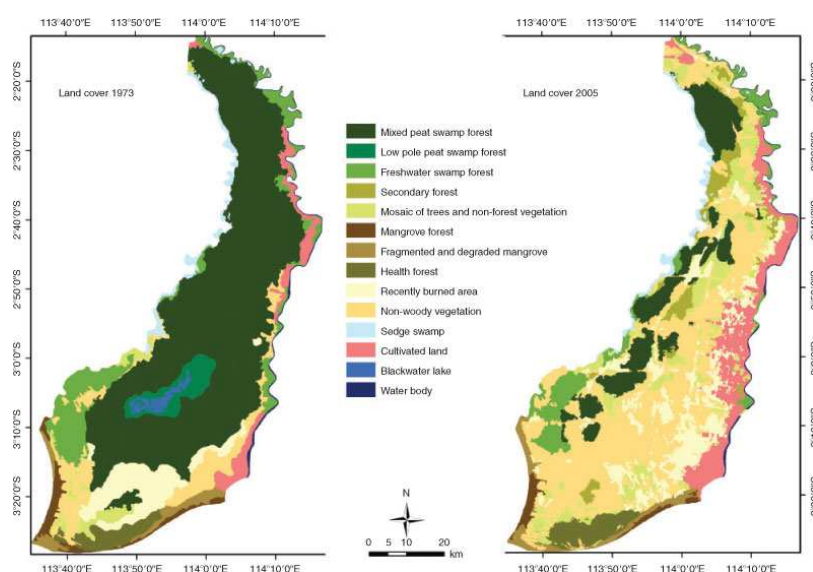 113°40'0"E 113°50'0"E 114°0'0"E 114°10'0"E
113°40'0"E 113°50'0"E 114°0'0"E 114°10'0"E
Land cover 1973
Land cover 2005
2°20'0"S
2°30'0"S
2°40'0"S
2°50'0"S
3°0'0"S
3°10'0"S
3°20'0"S
Mixed peat swamp forest
Low pole peat swamp forest
Freshwater swamp forest
Secondary forest
Mosaic of trees and non-forest vegetation
Mangrove forest
Fragmented and degraded mangrove
Health forest
Recently burned area
Non-woody vegetation
Sedge swamp
Cultivated land
Blackwater lake
Water body
N
0 5 10 20
km
113°40'0"E 113°50'0"E 114°0'0"E 114°10'0"E
113°40'0"E 113°50'0"E 114°0'0"E 114°10'0"E